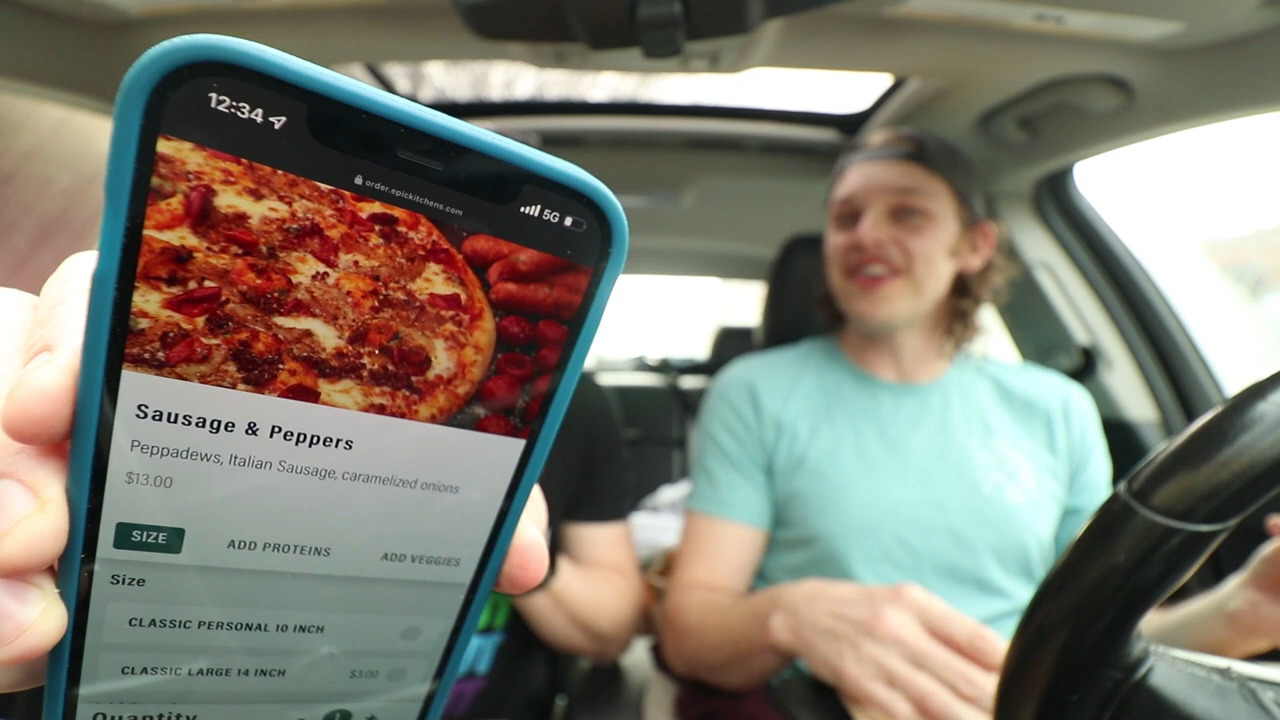 12:34
order.epickitchens.com
5G
Sausage & Peppers
Peppadews, Italian Sausage, caramelized onions
$13.00
SIZE ADD PROTEINS ADD VEGGIES
Size
CLASSIC PERSONAL 10 INCH
CLASSIC LARGE 14 INCH $3.00
Quantity